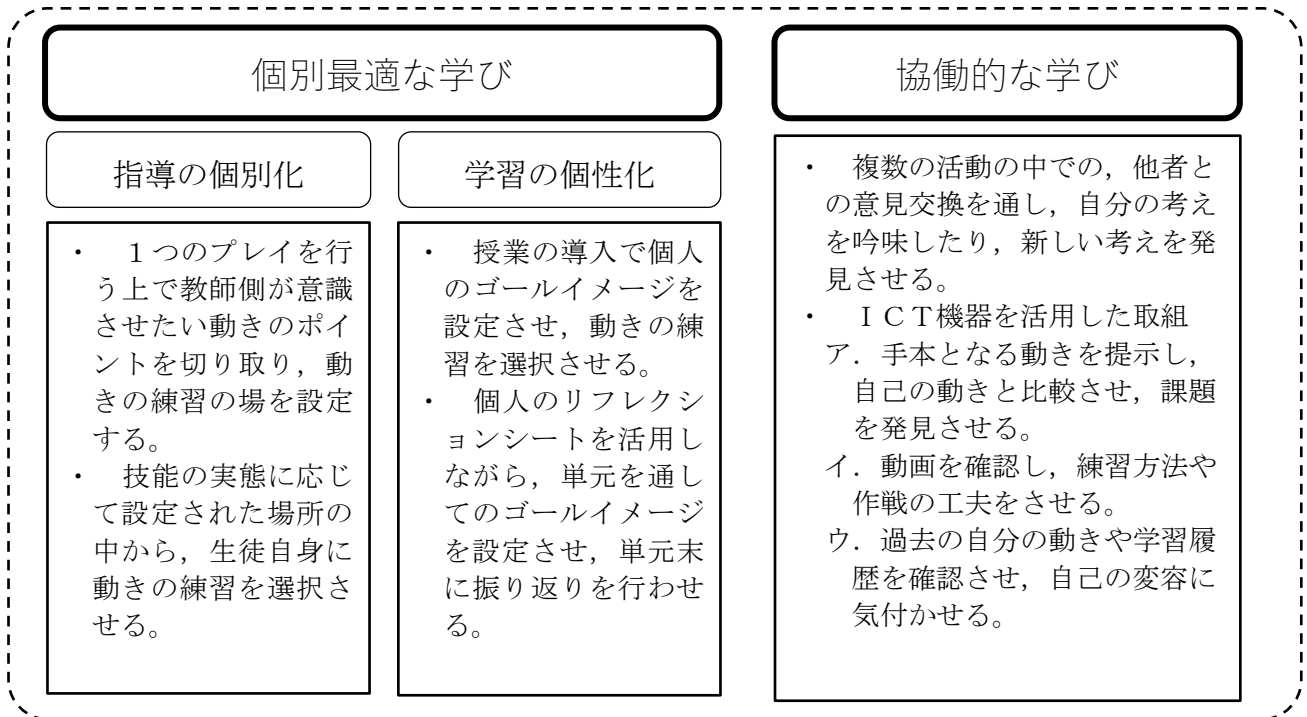 個別最適な学び
指導の個別化
・　１つのプレイを行
う上で教師側が意識
させたい動きのポイ
ントを切り取り，動
きの練習の場を設定
する。
・　技能の実態に応じ
て設定された場所の
中から，生徒自身に
動きの練習を選択さ
せる。
学習の個性化
・　授業の導入で個人
のゴールイメージを
設定させ，動きの練
習を選択させる。
・　個人のリフレクシ
ョンシートを活用し
ながら，単元を通し
てのゴールイメージ
を設定させ，単元末
に振り返りを行わせ
る。
協働的な学び
・　複数の活動の中での，他者と
の意見交換を通し，自分の考え
を吟味したり，新しい考えを発
見させる。
・　ＩＣＴ機器を活用した取組
ア．手本となる動きを提示し，
自己の動きと比較させ，課題
を発見させる。
イ．動画を確認し，練習方法や
作戦の工夫をさせる。
ウ．過去の自分の動きや学習履
歴を確認させ，自己の変容に
気付かせる。